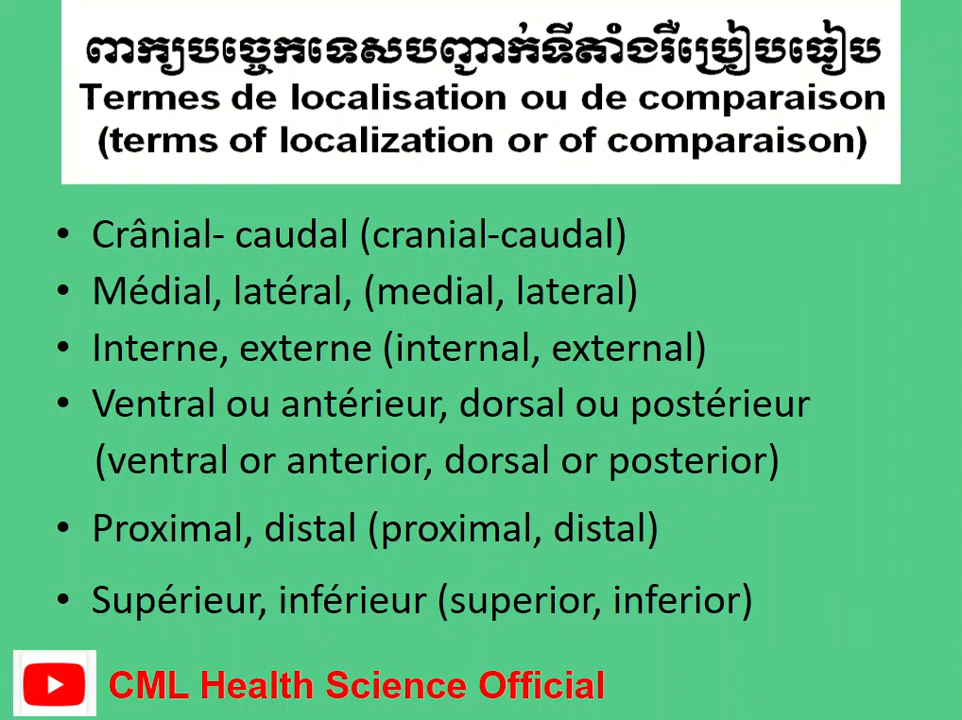 ពាក្យបច្ចេកទេសបញ្ជាក់ទីតាំងរឺប្រៀបធៀប
Termes de localisation ou de comparaison
(terms of localization or of comparaison)
• Crânial- caudal (cranial-caudal)
• Médial, latéral, (medial, lateral)
• Interne, externe (internal, external)
• Ventral ou antérieur, dorsal ou postérieur
(ventral or anterior, dorsal or posterior)
• Proximal, distal (proximal, distal)
• Supérieur, inférieur (superior, inferior)
CML Health Science Official